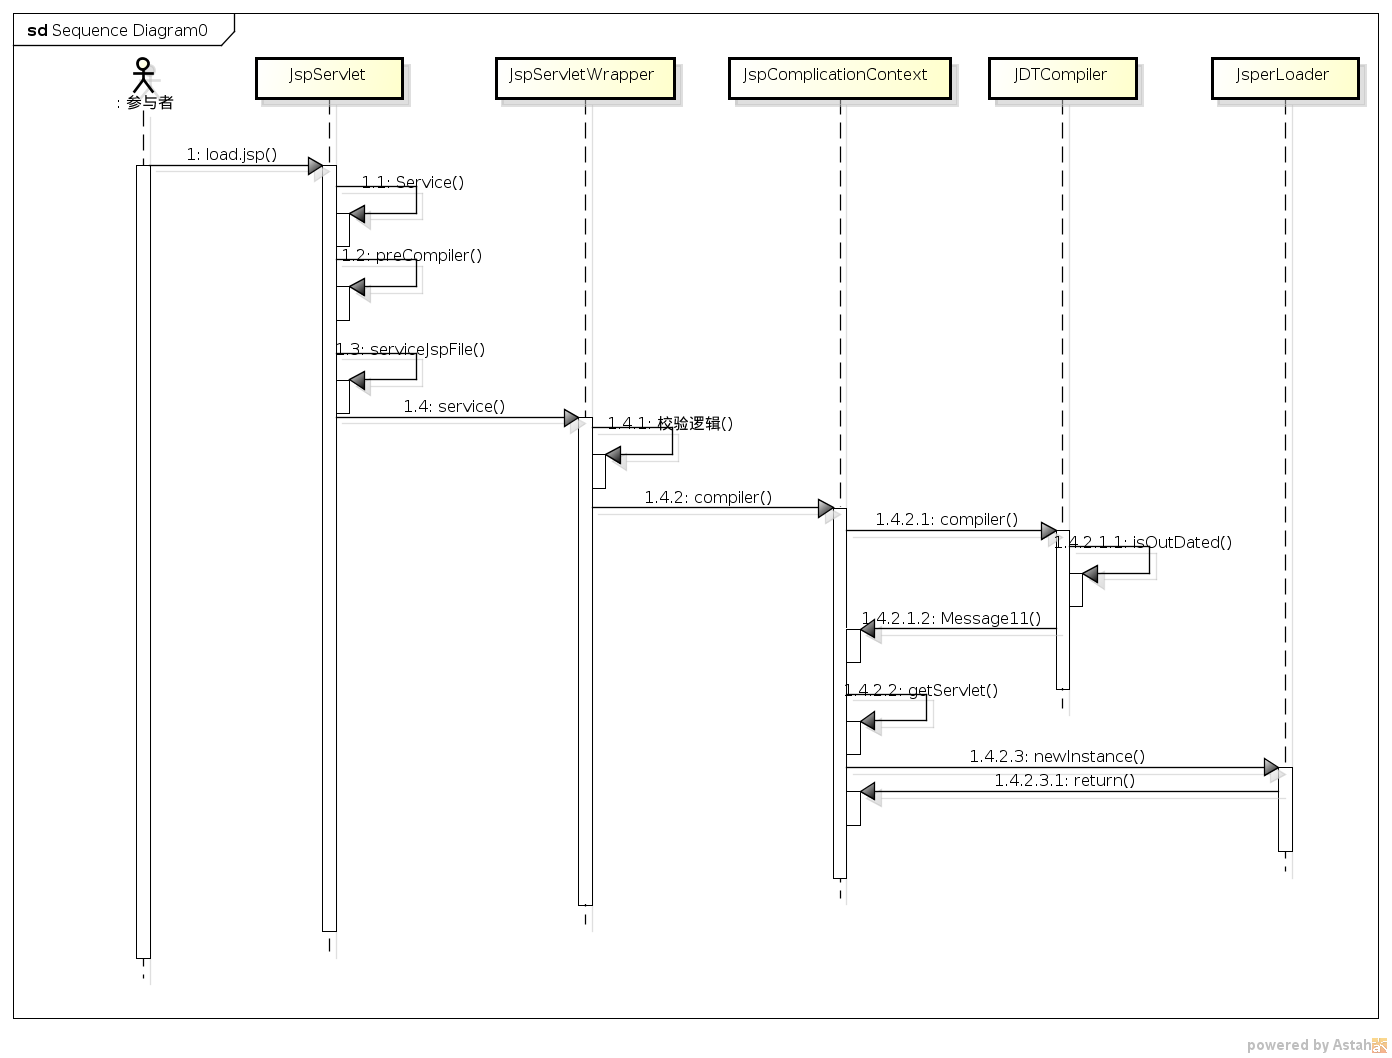 sd Sequence Diagram0
: 参与者
JspServlet
JspServletWrapper
JspComplicationContext
JDTCompiler
JsperLoader
1: load.jsp()
1.1: Service()
1.2: preCompiler()
1.3: serviceJspFile()
1.4: service()
1.4.1: 校验逻辑()
1.4.2: compiler()
1.4.2.1: compiler()
1.4.2.1.1: isOutDated()
1.4.2.1.2: Message11()
1.4.2.2: getServlet()
1.4.2.3: newInstance()
1.4.2.3.1: return()
powered by Astah